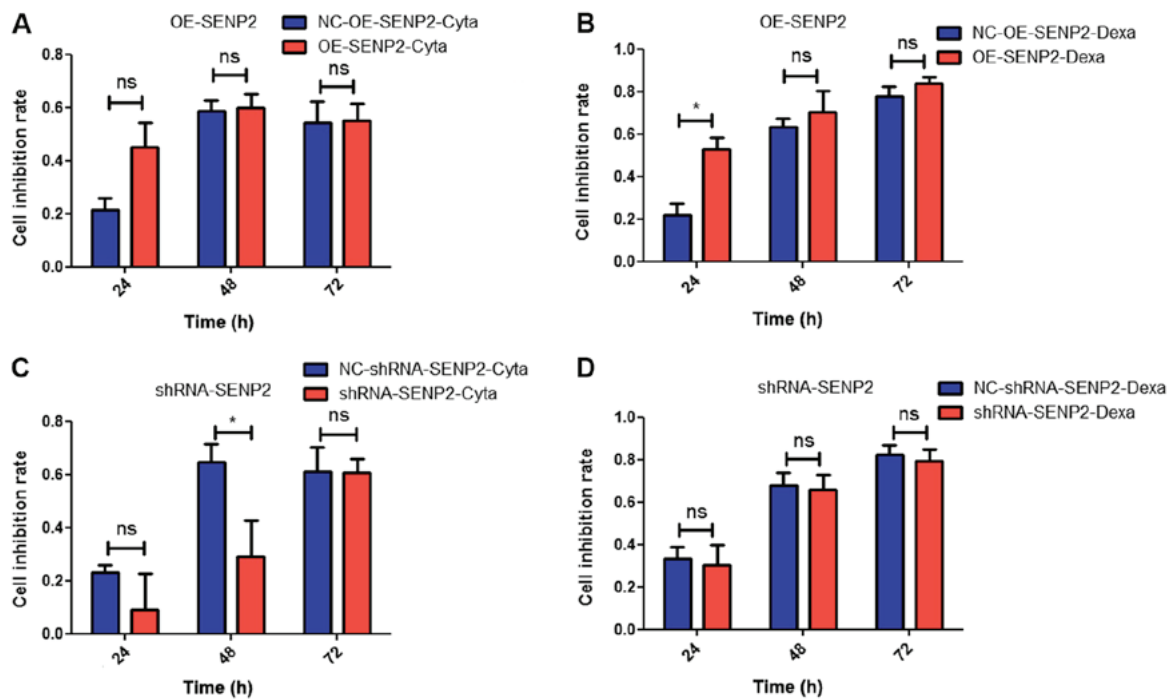 A
OE-SENP2
NC-OE-SENP2-Cyta
OE-SENP2-Cyta
Cell inhibition rate
0.8
0.6
0.4
0.2
0.0
ns
ns
ns
24
48
72
Time (h)
B
OE-SENP2
NC-OE-SENP2-Dexa
OE-SENP2-Dexa
Cell inhibition rate
1.0
0.8
0.6
0.4
0.2
0.0
*
ns
ns
24
48
72
Time (h)
C
shRNA-SENP2
NC-shRNA-SENP2-Cyta
shRNA-SENP2-Cyta
Cell inhibition rate
0.8
0.6
0.4
0.2
0.0
ns
*
ns
24
48
72
Time (h)
D
shRNA-SENP2
NC-shRNA-SENP2-Dexa
shRNA-SENP2-Dexa
Cell inhibition rate
1.0
0.8
0.6
0.4
0.2
0.0
ns
ns
ns
24
48
72
Time (h)